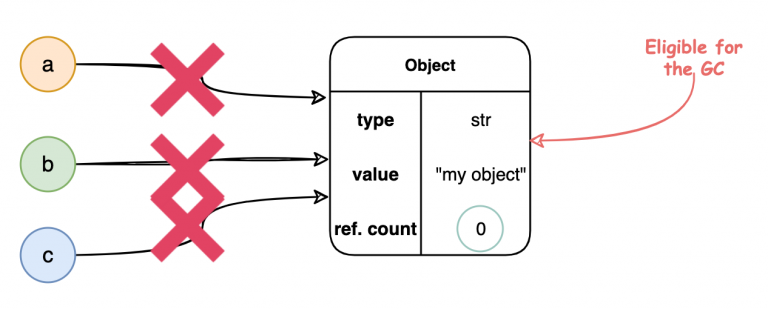 a
Object
Eligible for
the GC
type str
b
value "my object"
ref. count 0
c